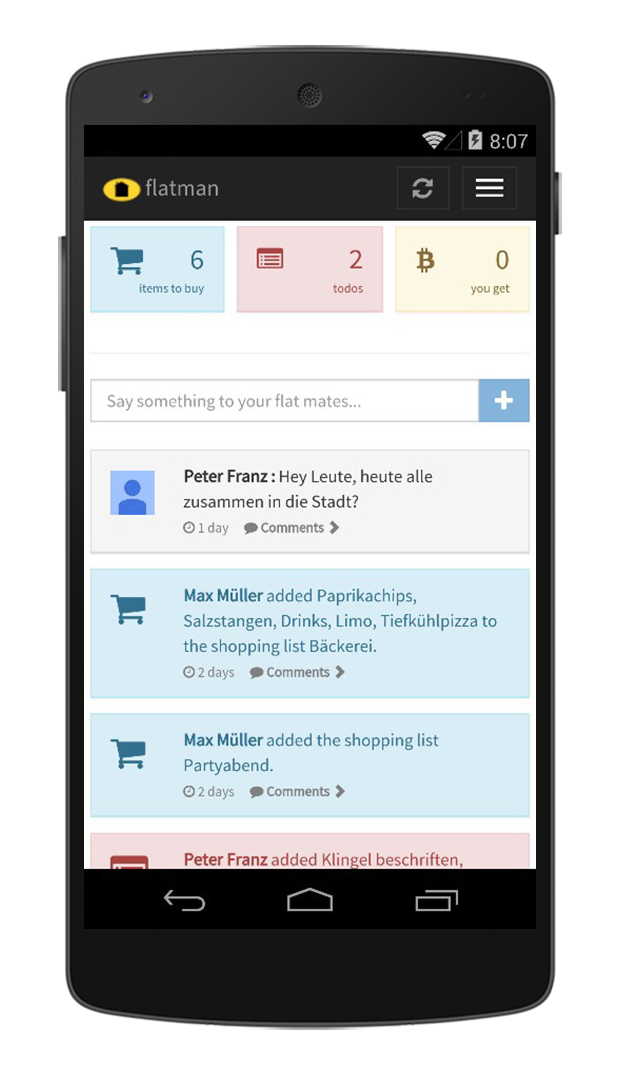 8:07
flatman
6
items to buy
2
todos
0
you get
Say something to your flat mates...
Peter Franz : Hey Leute, heute alle
zusammen in die Stadt?
1 day Comments
Max Müller added Paprikachips,
Salzstangen, Drinks, Limo, Tiefkühlpizza to
the shopping list Bäckerei.
2 days Comments
Max Müller added the shopping list
Partyabend.
2 days Comments
Peter Franz added Klingel beschriften,